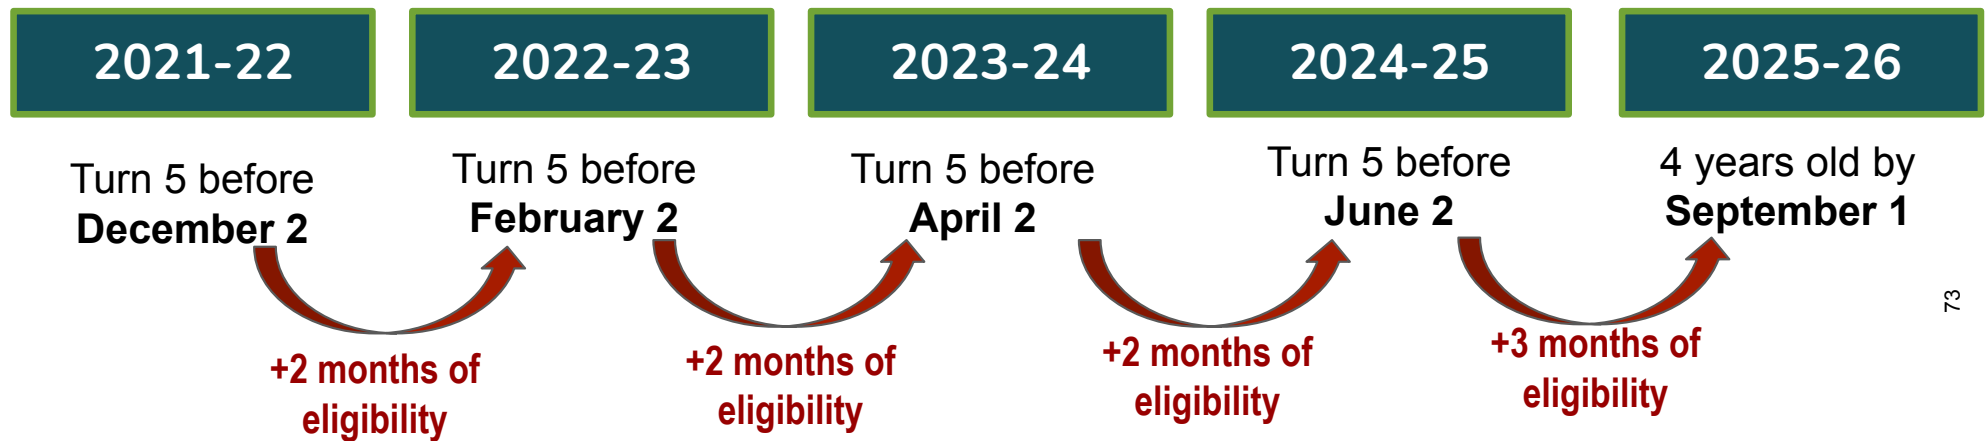 2021-22
2022-23
2023-24
2024-25
2025-26
Turn 5 before
December 2
Turn 5 before
February 2
Turn 5 before
April 2
Turn 5 before
June 2
4 years old by
September 1
+2 months of
eligibility
+2 months of
eligibility
+2 months of
eligibility
+3 months of
eligibility
73